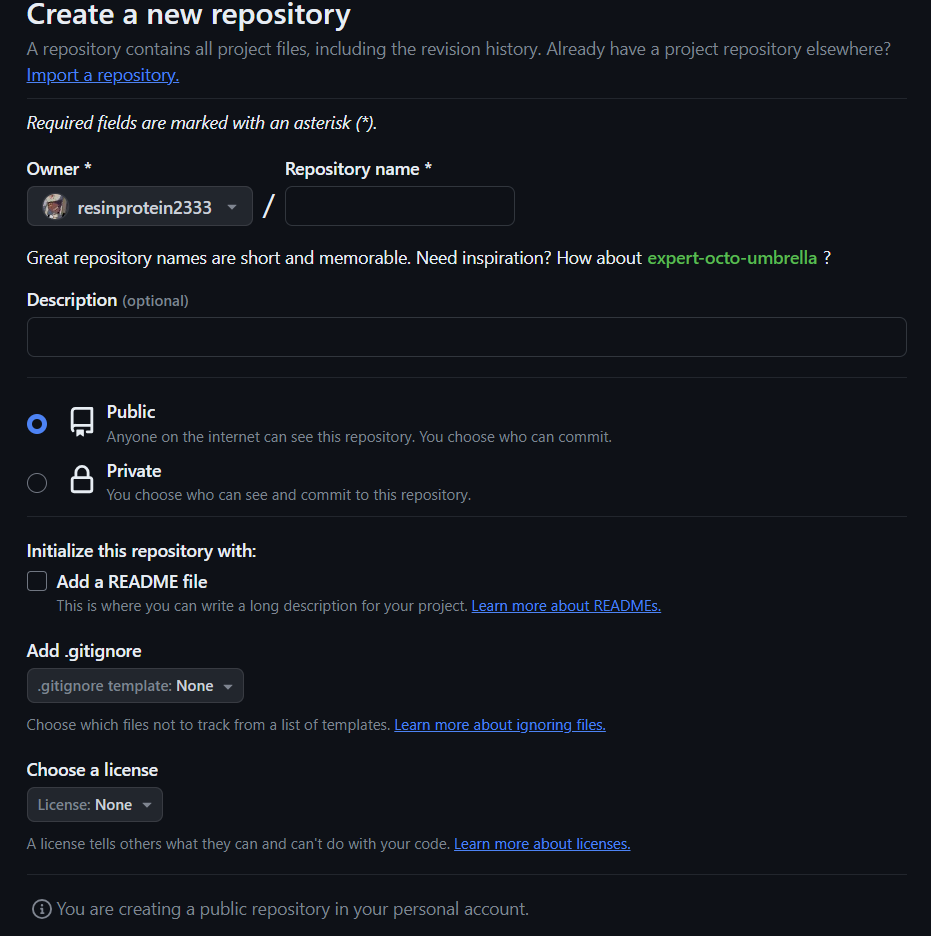 Create a new repository
A repository contains all project files, including the revision history. Already have a project repository elsewhere?
Import a repository.
Required fields are marked with an asterisk (*).
Owner *
Repository name *
resinprotein2333
/
Great repository names are short and memorable. Need inspiration? How about expert-octo-umbrella ?
Description (optional)
Public
Anyone on the internet can see this repository. You choose who can commit.
Private
You choose who can see and commit to this repository.
Initialize this repository with:
Add a README file
This is where you can write a long description for your project. Learn more about READMEs.
Add .gitignore
.gitignore template: None
Choose which files not to track from a list of templates. Learn more about ignoring files.
Choose a license
License: None
A license tells others what they can and can't do with your code. Learn more about licenses.
You are creating a public repository in your personal account.